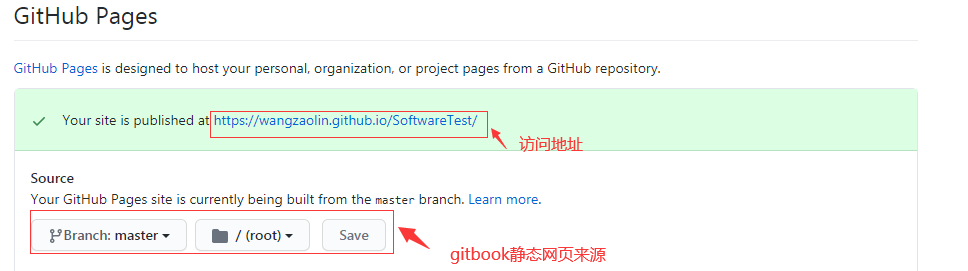 GitHub Pages
GitHub Pages is designed to host your personal, organization, or project pages from a GitHub repository.
Your site is published at https://wangzaolin.github.io/SoftwareTest/
访问地址
Source
Your GitHub Pages site is currently being built from the master branch. Learn more.
Branch: master / (root) Save
gitbook静态网页来源